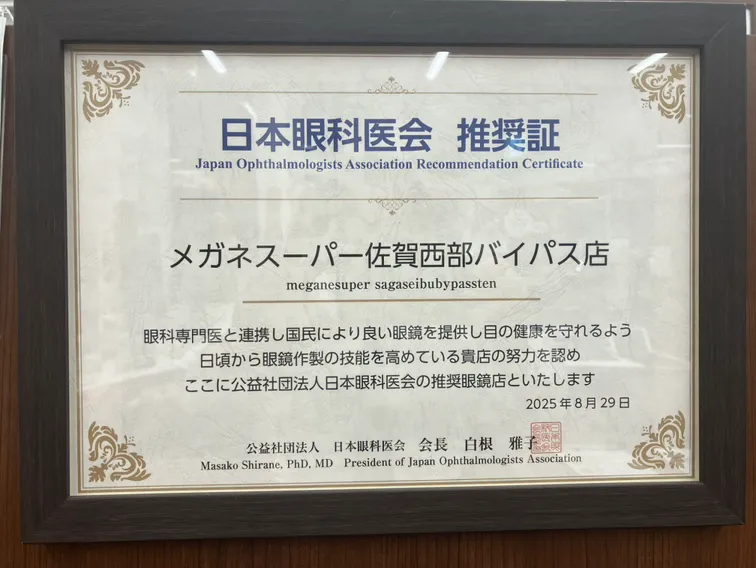 日本眼科医会 推奨証
Japan Ophthalmologists Association Recommendation Certificate
メガネスーパー佐賀西部バイパス店
meganesuper sagaseibubypassten
眼科専門医と連携し国民により良い眼鏡を提供し目の健康を守れるよう
日頃から眼鏡作製の技能を高めている貴店の努力を認め
ここに公益社団法人日本眼科医会の推奨眼鏡店といたします
2025年8月29日
公益社団法人 日本眼科医会 会長 白根 雅子
Masako Shirane, PhD, MD President of Japan Ophthalmologists Association